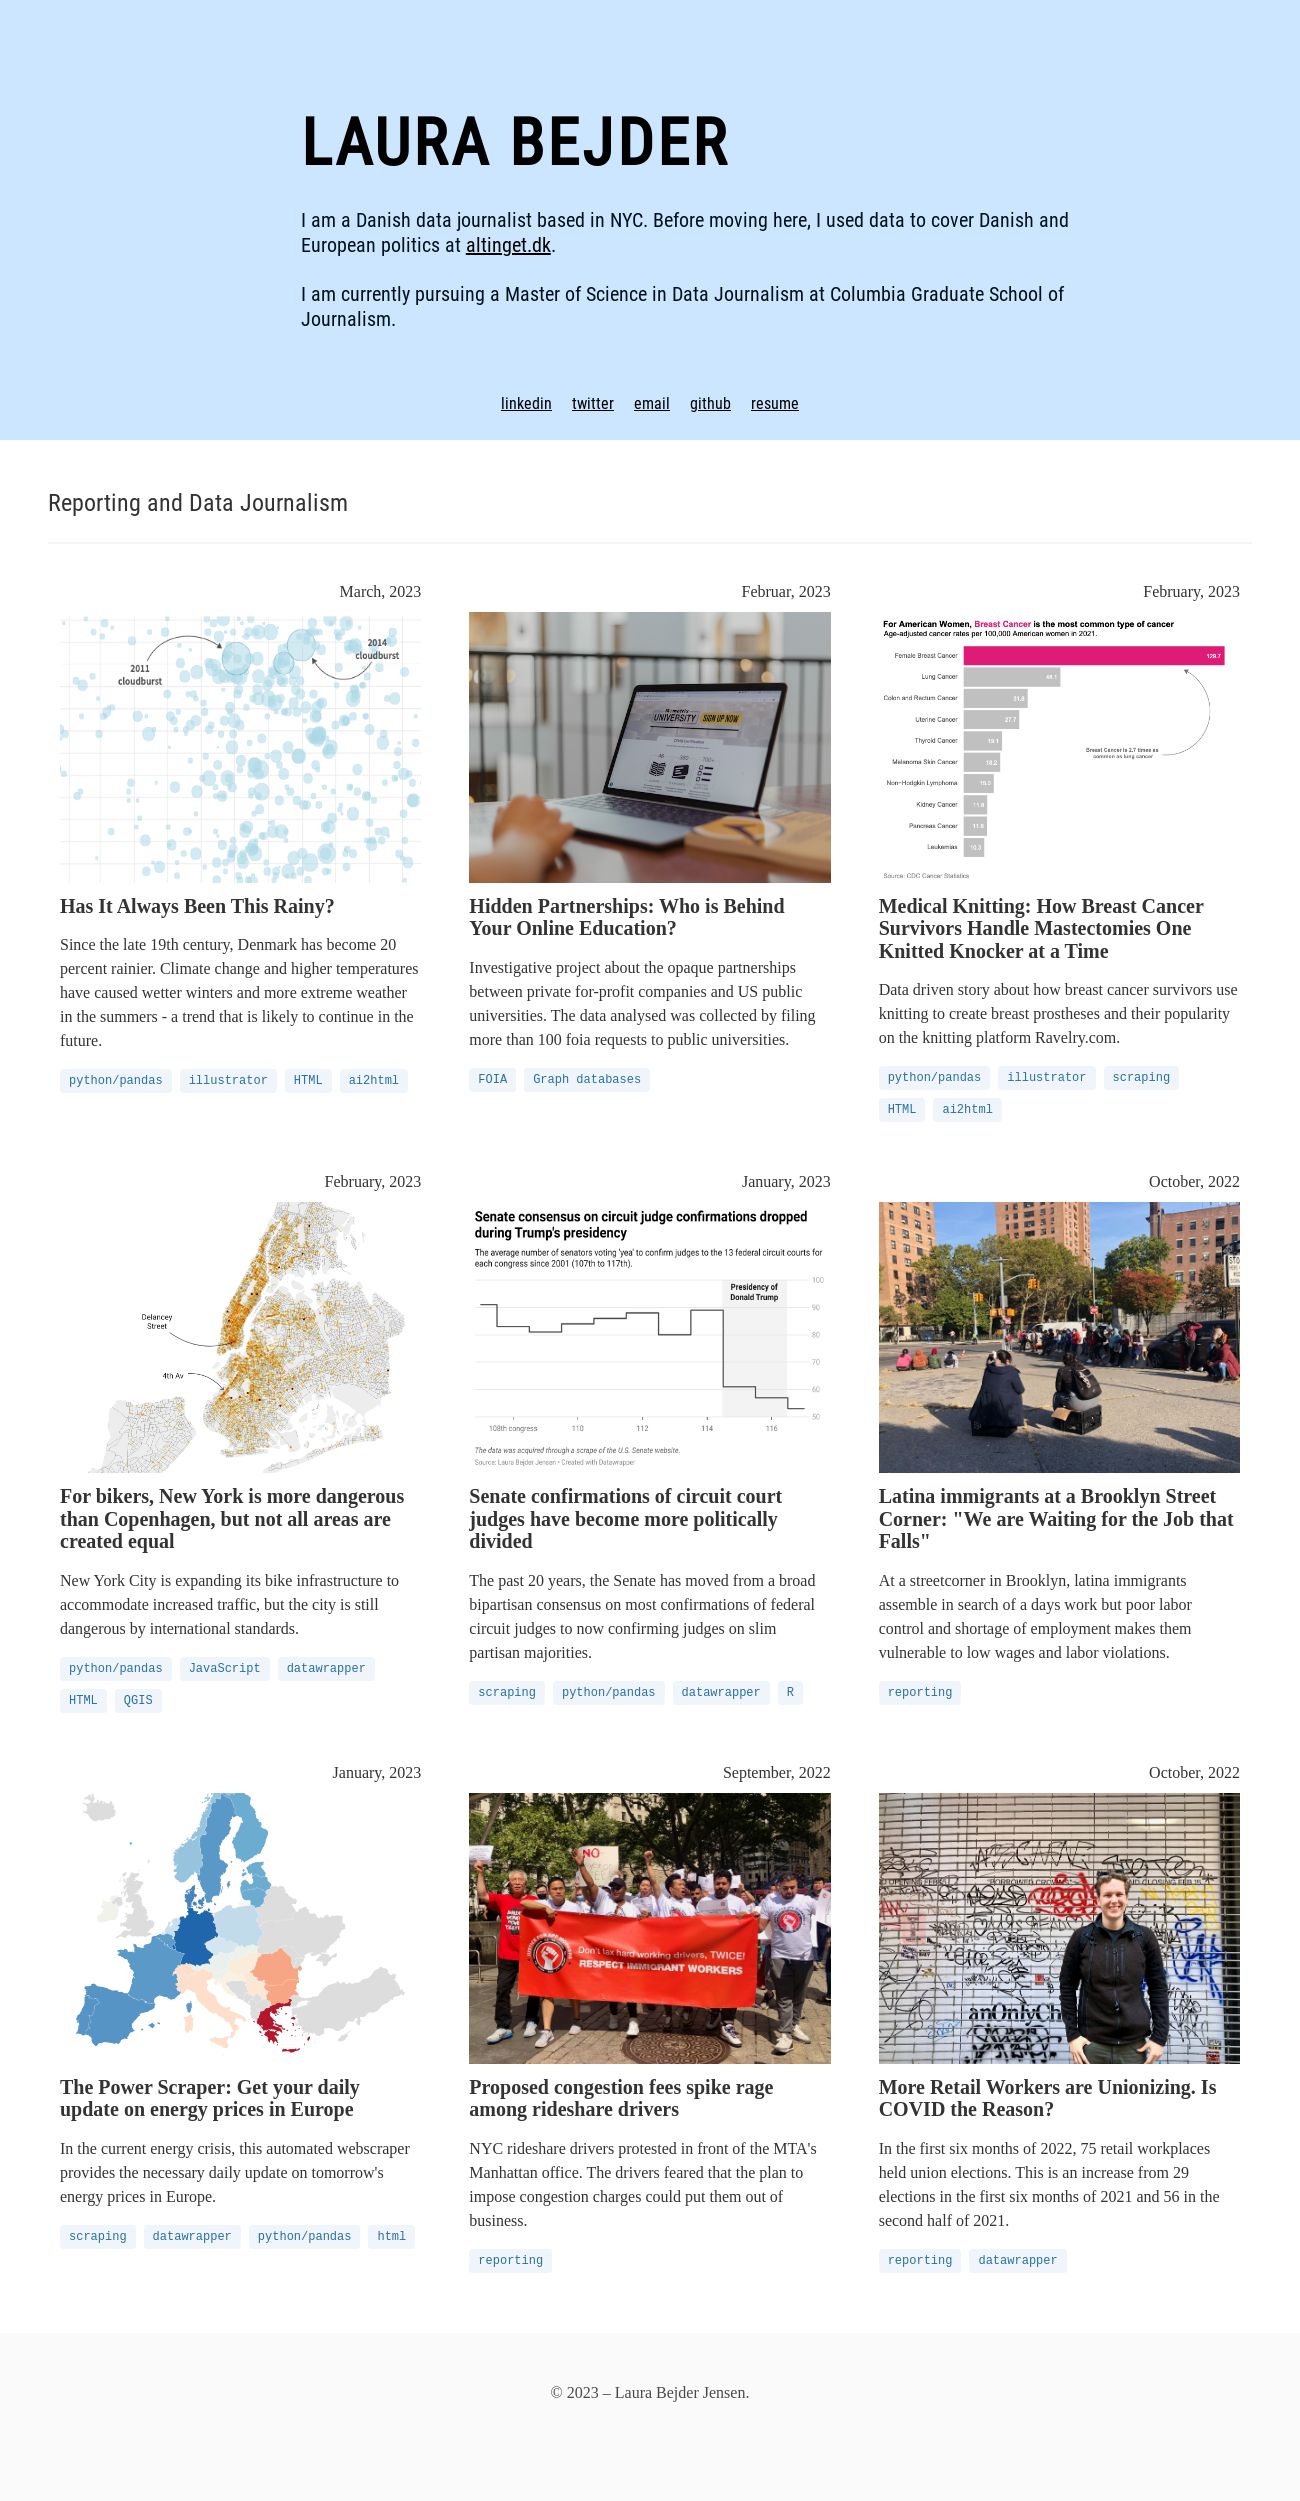 LAURA BEJDER
I am a Danish data journalist based in NYC. Before moving here, I used data to cover Danish and
European politics at altinget.dk.
I am currently pursuing a Master of Science in Data Journalism at Columbia Graduate School of
Journalism.
linkedin twitter email github resume
Reporting and Data Journalism
March, 2023
2011
cloudburst
2014
cloudburst
Has It Always Been This Rainy?
Since the late 19th century, Denmark has become 20
percent rainier. Climate change and higher temperatures
have caused wetter winters and more extreme weather
in the summers - a trend that is likely to continue in the
future.
python/pandas illustrator HTML ai2html
Februar, 2023
UNIVERSITY SIGN UP NOW
Hidden Partnerships: Who is Behind
Your Online Education?
Investigative project about the opaque partnerships
between private for-profit companies and US public
universities. The data analysed was collected by filing
more than 100 foia requests to public universities.
FOIA Graph databases
February, 2023
For American Women, Breast Cancer is the most common type of cancer
Age-adjusted cancer rates per 100,000 American women in 2021.
Female Breast Cancer 129.7
Lung Cancer 48.1
Colon and Rectum Cancer 31.8
Uterine Cancer 27.7
Thyroid Cancer 19.1
Melanoma Skin Cancer 18.2
Non-Hodgkin Lymphoma 15.0
Kidney Cancer 11.8
Pancreas Cancer 11.6
Leukemias 10.3
Breast Cancer is 2.7 times as
common as lung cancer
Source: CDC Cancer Statistics
Medical Knitting: How Breast Cancer
Survivors Handle Mastectomies One
Knitted Knocker at a Time
Data driven story about how breast cancer survivors use
knitting to create breast prostheses and their popularity
on the knitting platform Ravelry.com.
python/pandas illustrator scraping
HTML ai2html
February, 2023
Delancey
Street
4th Av
For bikers, New York is more dangerous
than Copenhagen, but not all areas are
created equal
New York City is expanding its bike infrastructure to
accommodate increased traffic, but the city is still
dangerous by international standards.
python/pandas JavaScript datawrapper
HTML QGIS
January, 2023
Senate consensus on circuit judge confirmations dropped
during Trump's presidency
The average number of senators voting 'yea' to confirm judges to the 13 federal circuit courts for
each congress since 2001 (107th to 117th).
Presidency of
Donald Trump
100
90
80
70
60
50
108th congress 110 112 114 116
The data was acquired through a scrape of the U.S. Senate website.
Source: Laura Bejder Jensen • Created with Datawrapper
Senate confirmations of circuit court
judges have become more politically
divided
The past 20 years, the Senate has moved from a broad
bipartisan consensus on most confirmations of federal
circuit judges to now confirming judges on slim
partisan majorities.
scraping python/pandas datawrapper R
October, 2022
Latina immigrants at a Brooklyn Street
Corner: "We are Waiting for the Job that
Falls"
At a streetcorner in Brooklyn, latina immigrants
assemble in search of a days work but poor labor
control and shortage of employment makes them
vulnerable to low wages and labor violations.
reporting
January, 2023
The Power Scraper: Get your daily
update on energy prices in Europe
In the current energy crisis, this automated webscraper
provides the necessary daily update on tomorrow's
energy prices in Europe.
scraping datawrapper python/pandas html
September, 2022
NO
Don't tax hard working drivers, TWICE!
RESPECT IMMIGRANT WORKERS
Proposed congestion fees spike rage
among rideshare drivers
NYC rideshare drivers protested in front of the MTA's
Manhattan office. The drivers feared that the plan to
impose congestion charges could put them out of
business.
reporting
October, 2022
anOnlyCh
More Retail Workers are Unionizing. Is
COVID the Reason?
In the first six months of 2022, 75 retail workplaces
held union elections. This is an increase from 29
elections in the first six months of 2021 and 56 in the
second half of 2021.
reporting datawrapper
© 2023 – Laura Bejder Jensen.